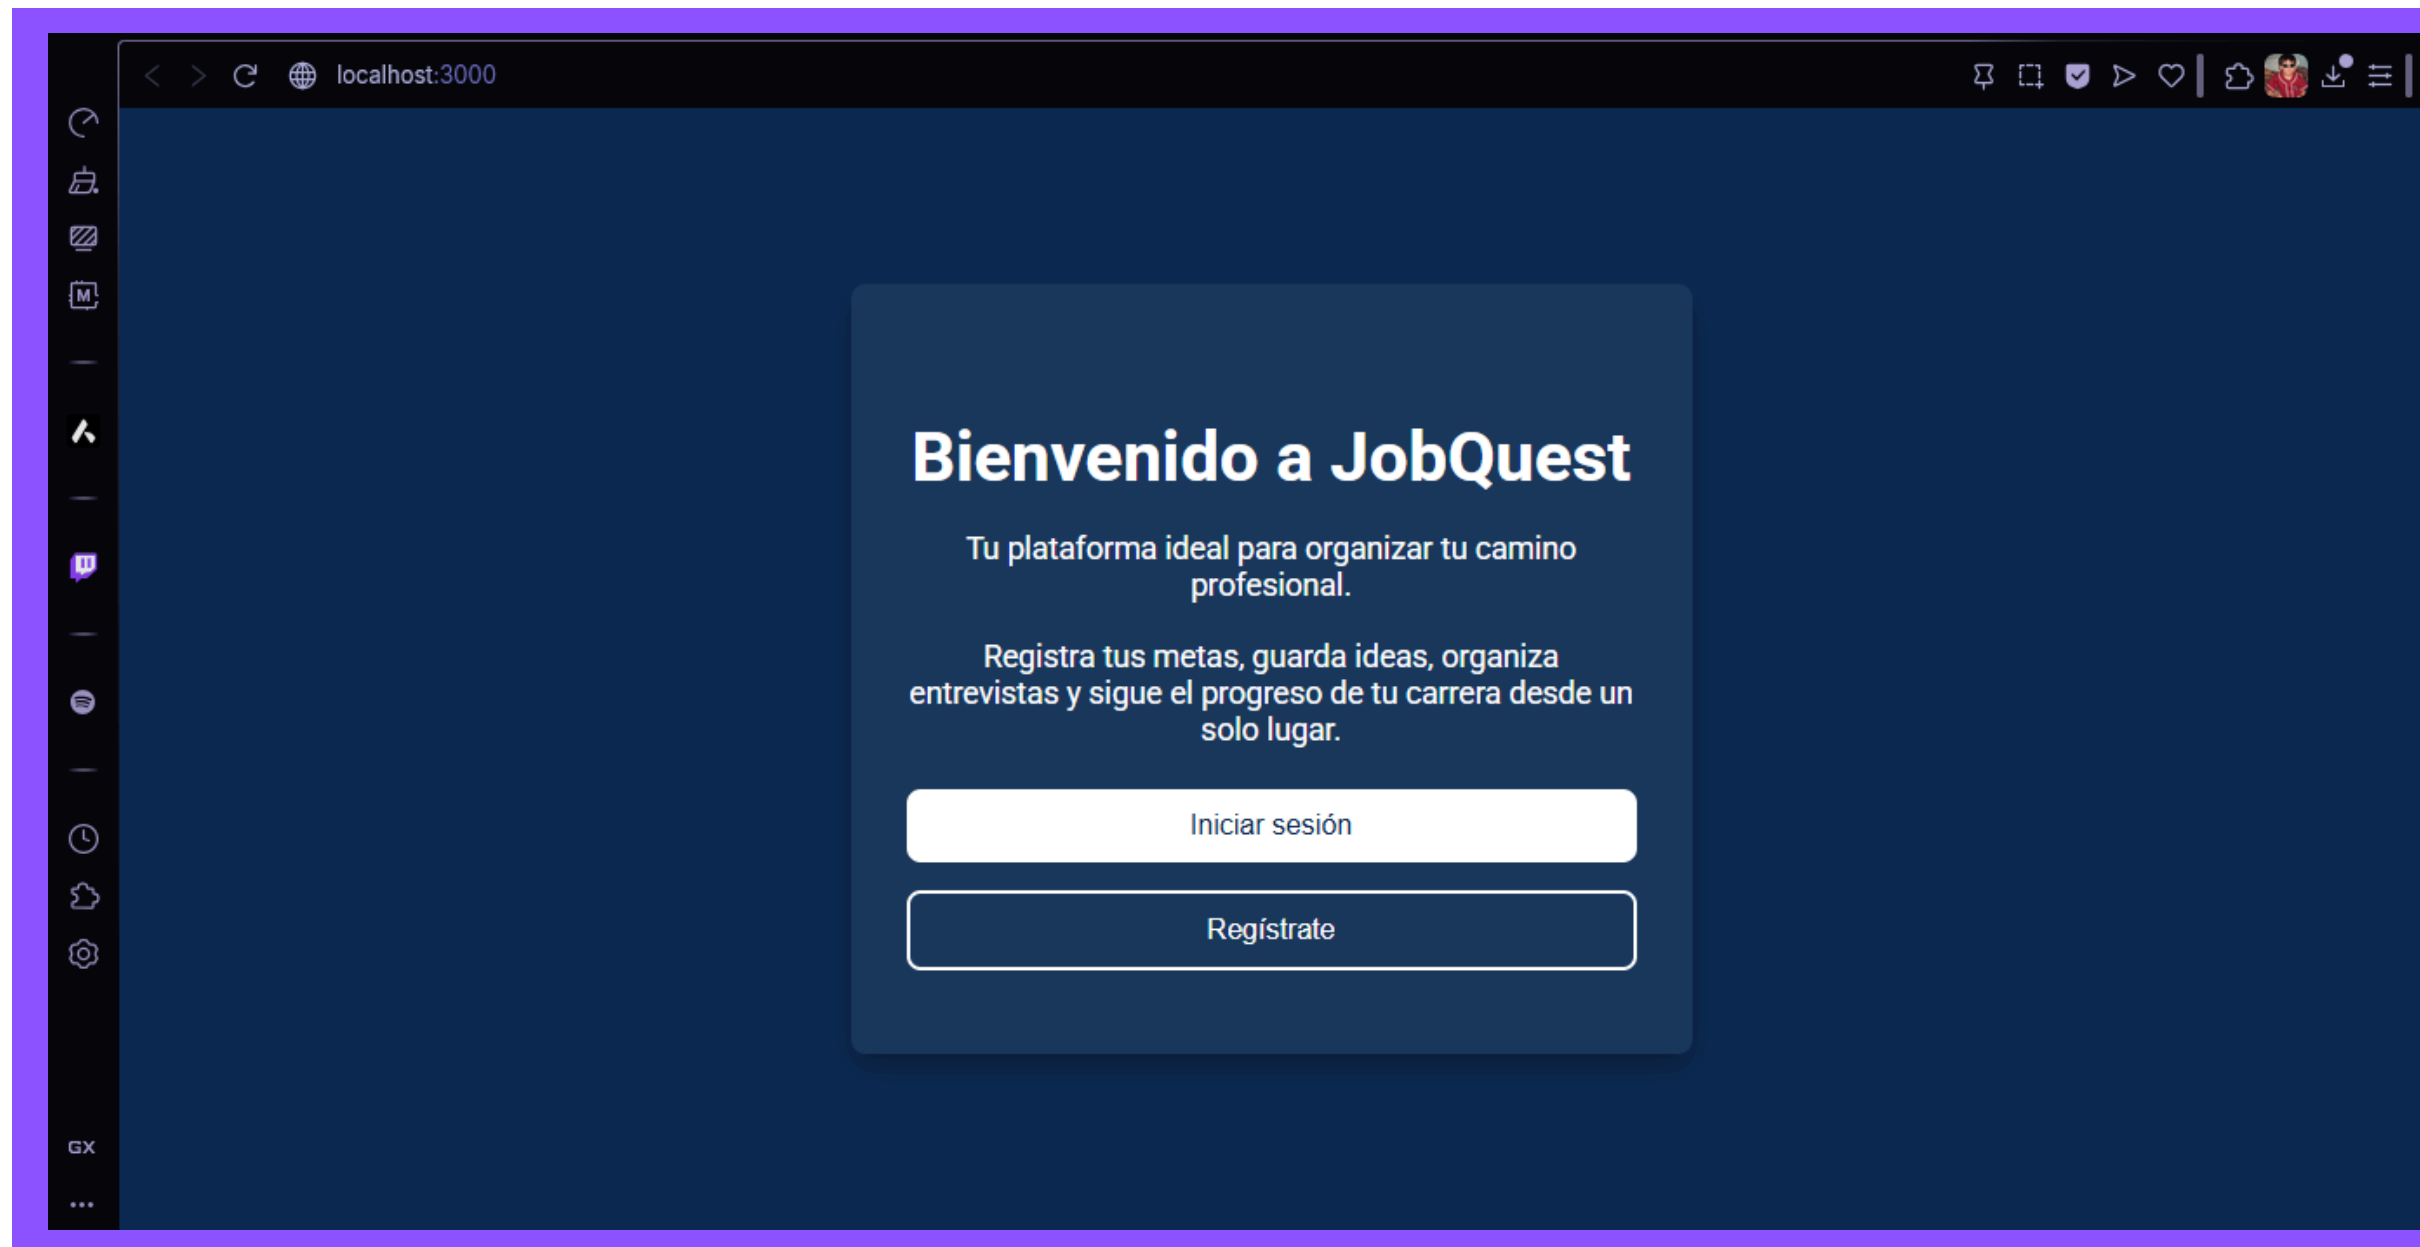 localhost:3000
M
Bienvenido a JobQuest
Tu plataforma ideal para organizar tu camino
profesional.
Registra tus metas, guarda ideas, organiza
entrevistas y sigue el progreso de tu carrera desde un
solo lugar.
Iniciar sesión
Regístrate
GX